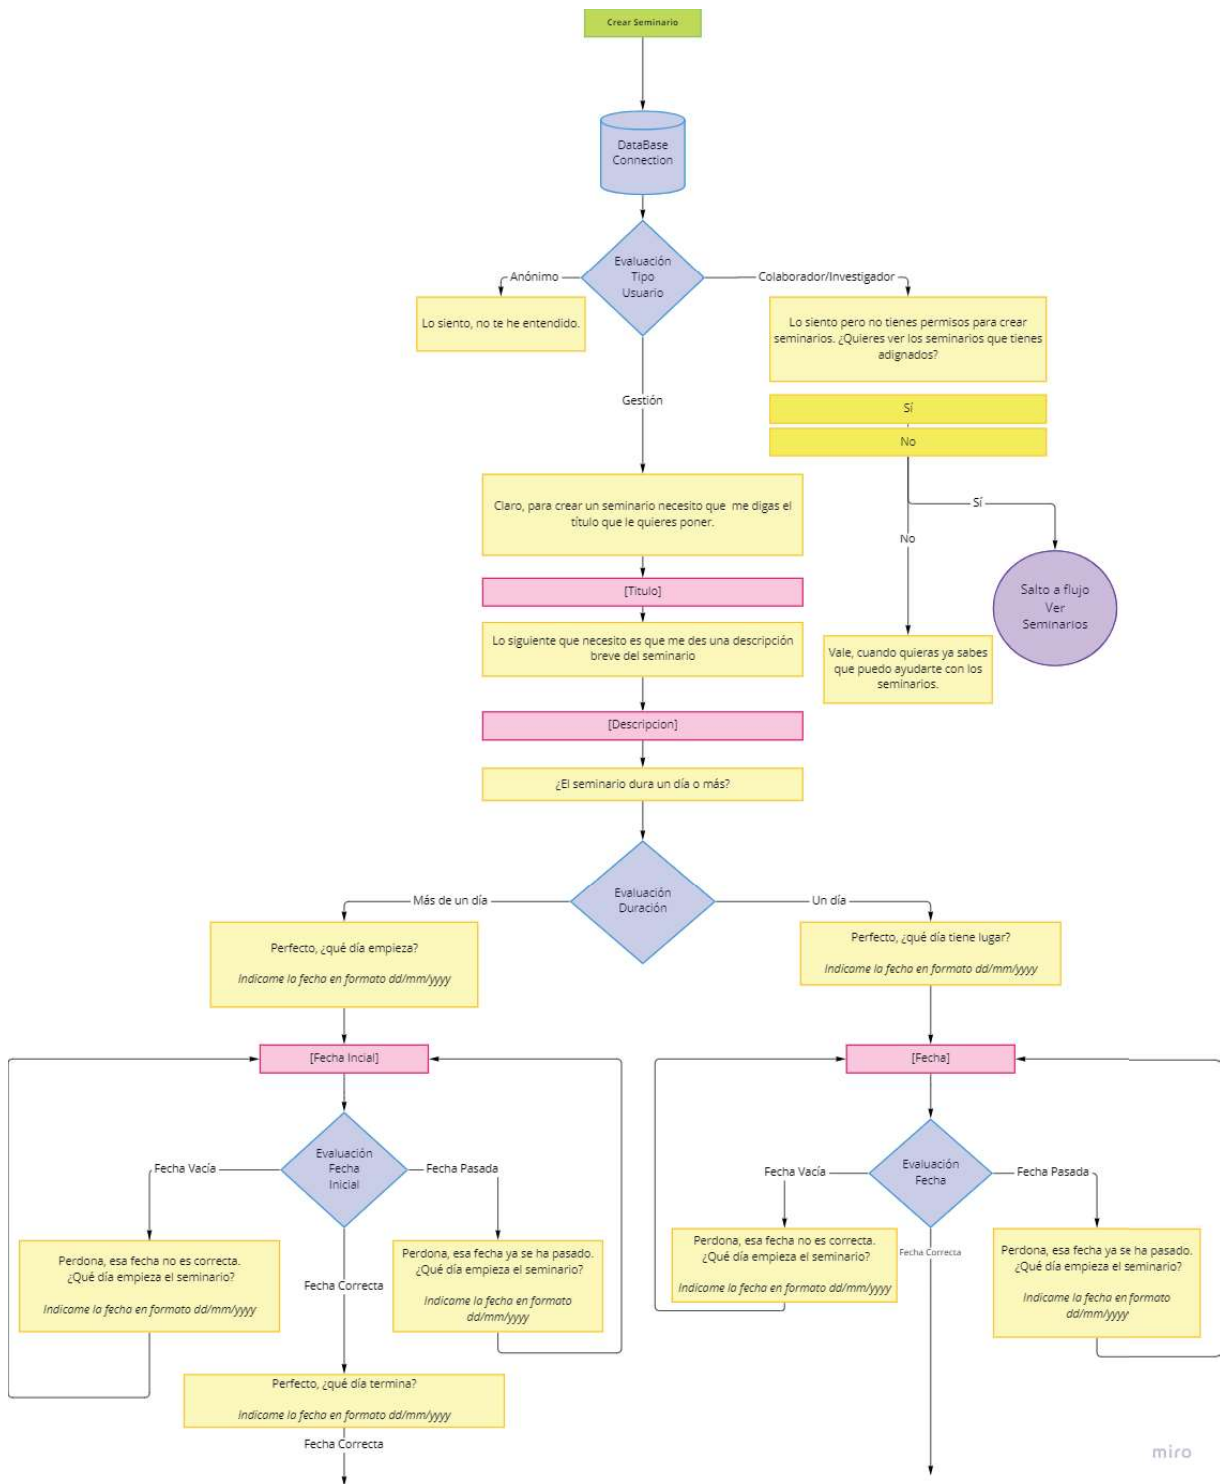 Crear Seminario
DataBase
Connection
Evaluación
Tipo
Usuario
Anónimo
Colaborador/Investigador
Lo siento, no te he entendido.
Lo siento pero no tienes permisos para crear
seminarios. ¿Quieres ver los seminarios que tienes
adignados?
Gestión
Sí
No
Claro, para crear un seminario necesito que me digas el
título que le quieres poner.
Sí
No
[Titulo]
Salto a flujo
Ver
Seminarios
Lo siguiente que necesito es que me des una descripción
breve del seminario
Vale, cuando quieras ya sabes
que puedo ayudarte con los
seminarios.
[Descripcion]
¿El seminario dura un día o más?
Evaluación
Duración
Más de un día
Un día
Perfecto, ¿qué día empieza?
Indicame la fecha en formato dd/mm/yyyy
Perfecto, ¿qué día tiene lugar?
Indicame la fecha en formato dd/mm/yyyy
[Fecha Incial]
[Fecha]
Evaluación
Fecha
Inicial
Fecha Vacía
Fecha Pasada
Evaluación
Fecha
Fecha Vacía
Fecha Pasada
Perdona, esa fecha no es correcta.
¿Qué día empieza el seminario?
Indicame la fecha en formato dd/mm/yyyy
Fecha Correcta
Perdona, esa fecha ya se ha pasado.
¿Qué día empieza el seminario?
Indicame la fecha en formato
dd/mm/yyyy
Perdona, esa fecha no es correcta.
¿Qué día empieza el seminario?
Indicame la fecha en formato dd/mm/yyyy
Fecha Correcta
Perdona, esa fecha ya se ha pasado.
¿Qué día empieza el seminario?
Indicame la fecha en formato
dd/mm/yyyy
Perfecto, ¿qué día termina?
Indicame la fecha en formato dd/mm/yyyy
Fecha Correcta
miro